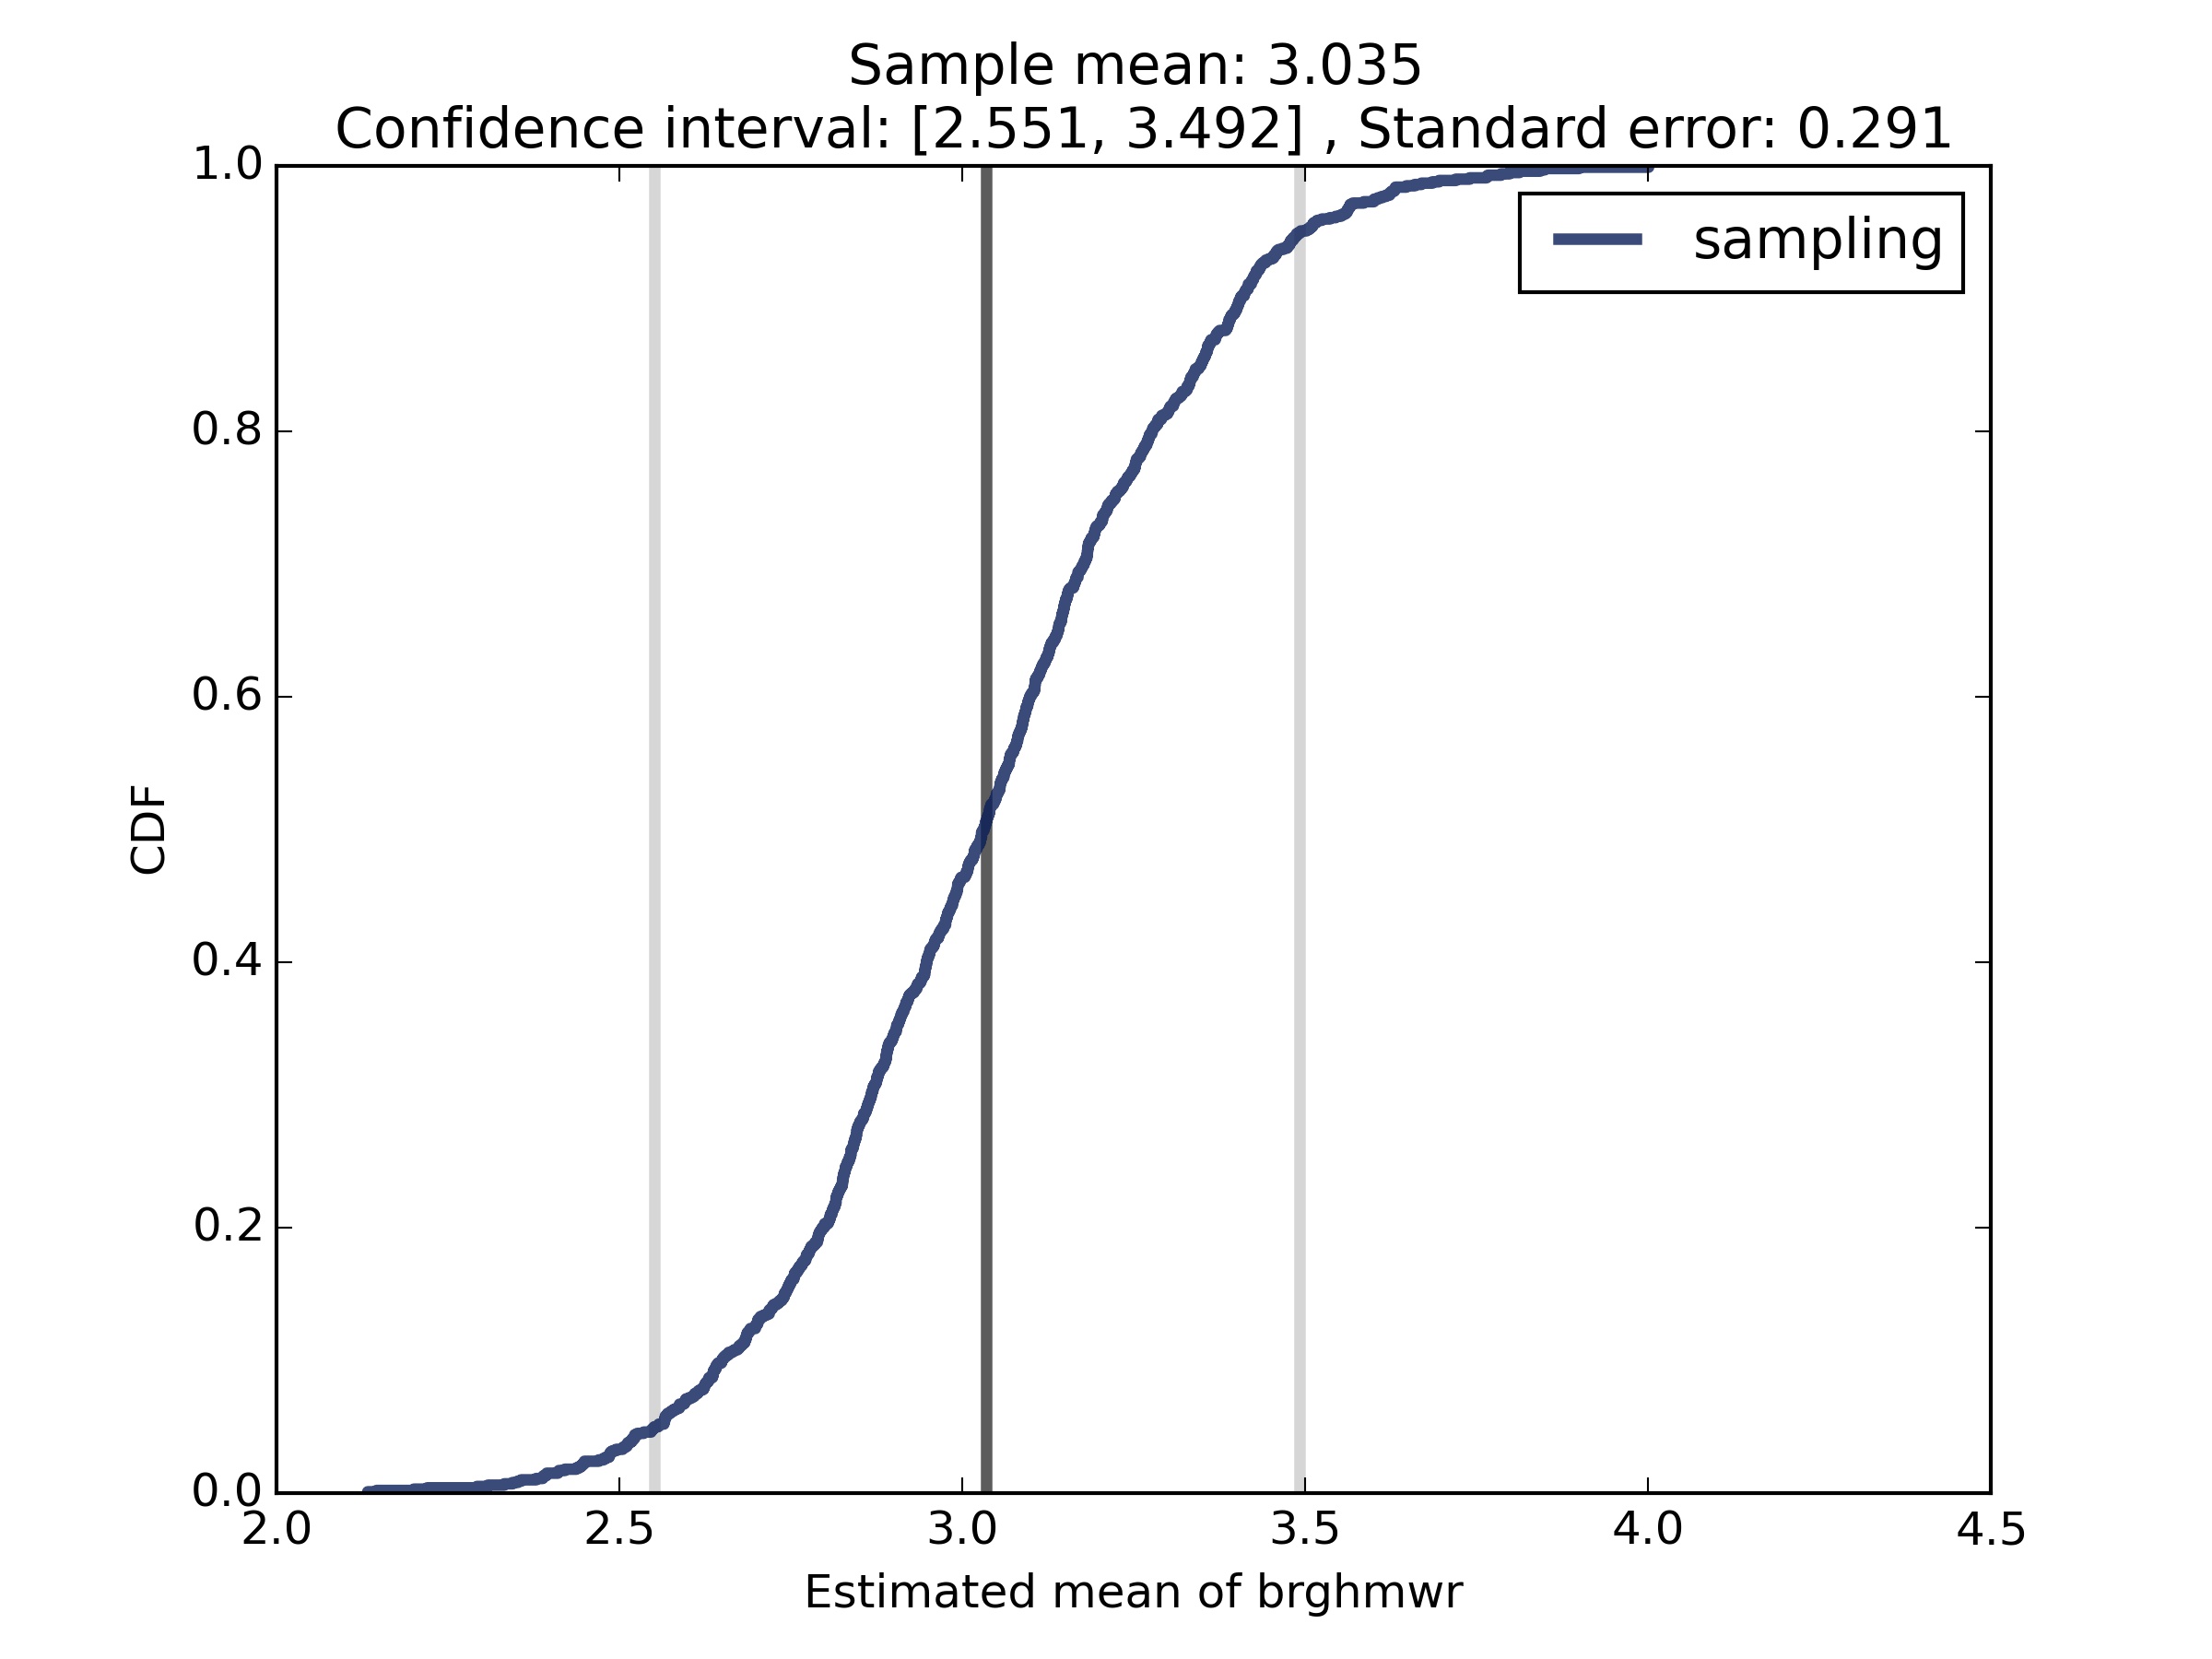 Sample mean: 3.035
Confidence interval: [2.551, 3.492] , Standard error: 0.291
1.0
sampling
0.8
0.6
CDF
0.4
0.2
0.0
2.0 2.5 3.0 3.5 4.0 4.5
Estimated mean of brghmwr